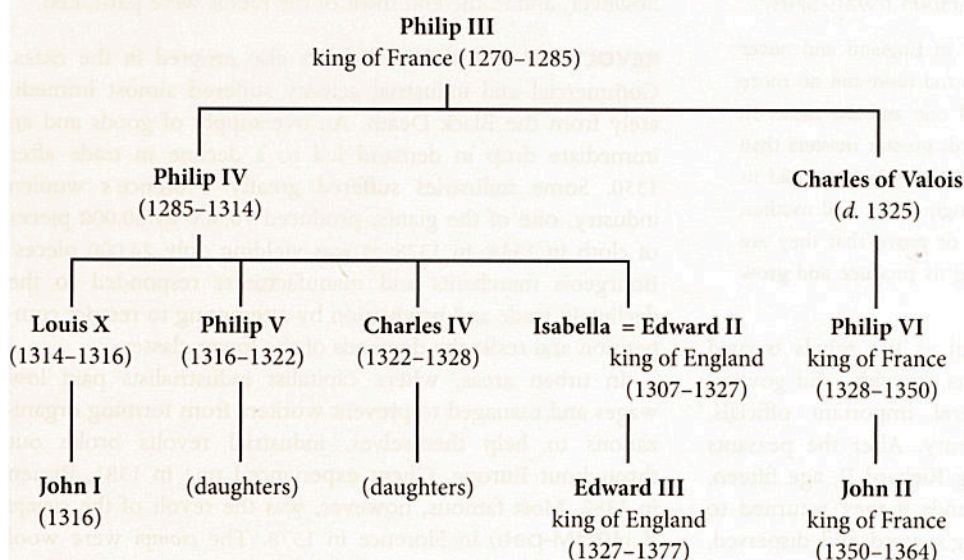 Philip III
king of France (1270–1285)
Philip IV
(1285–1314)
Charles of Valois
(d. 1325)
Louis X
(1314–1316)
Philip V
(1316–1322)
Charles IV
(1322–1328)
Isabella = Edward II
king of England
(1307–1327)
Philip VI
king of France
(1328–1350)
John I
(1316)
(daughters)
(daughters)
Edward III
king of England
(1327–1377)
John II
king of France
(1350–1364)